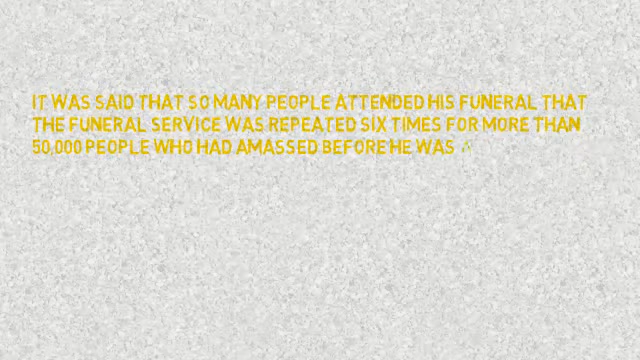 IT WAS SAID THAT SO MANY PEOPLE ATTENDED HIS FUNERAL THAT
THE FUNERAL SERVICE WAS REPEATED SIX TIMES FOR MORE THAN
50,000 PEOPLE WHO HAD AMASSED BEFORE HE WAS